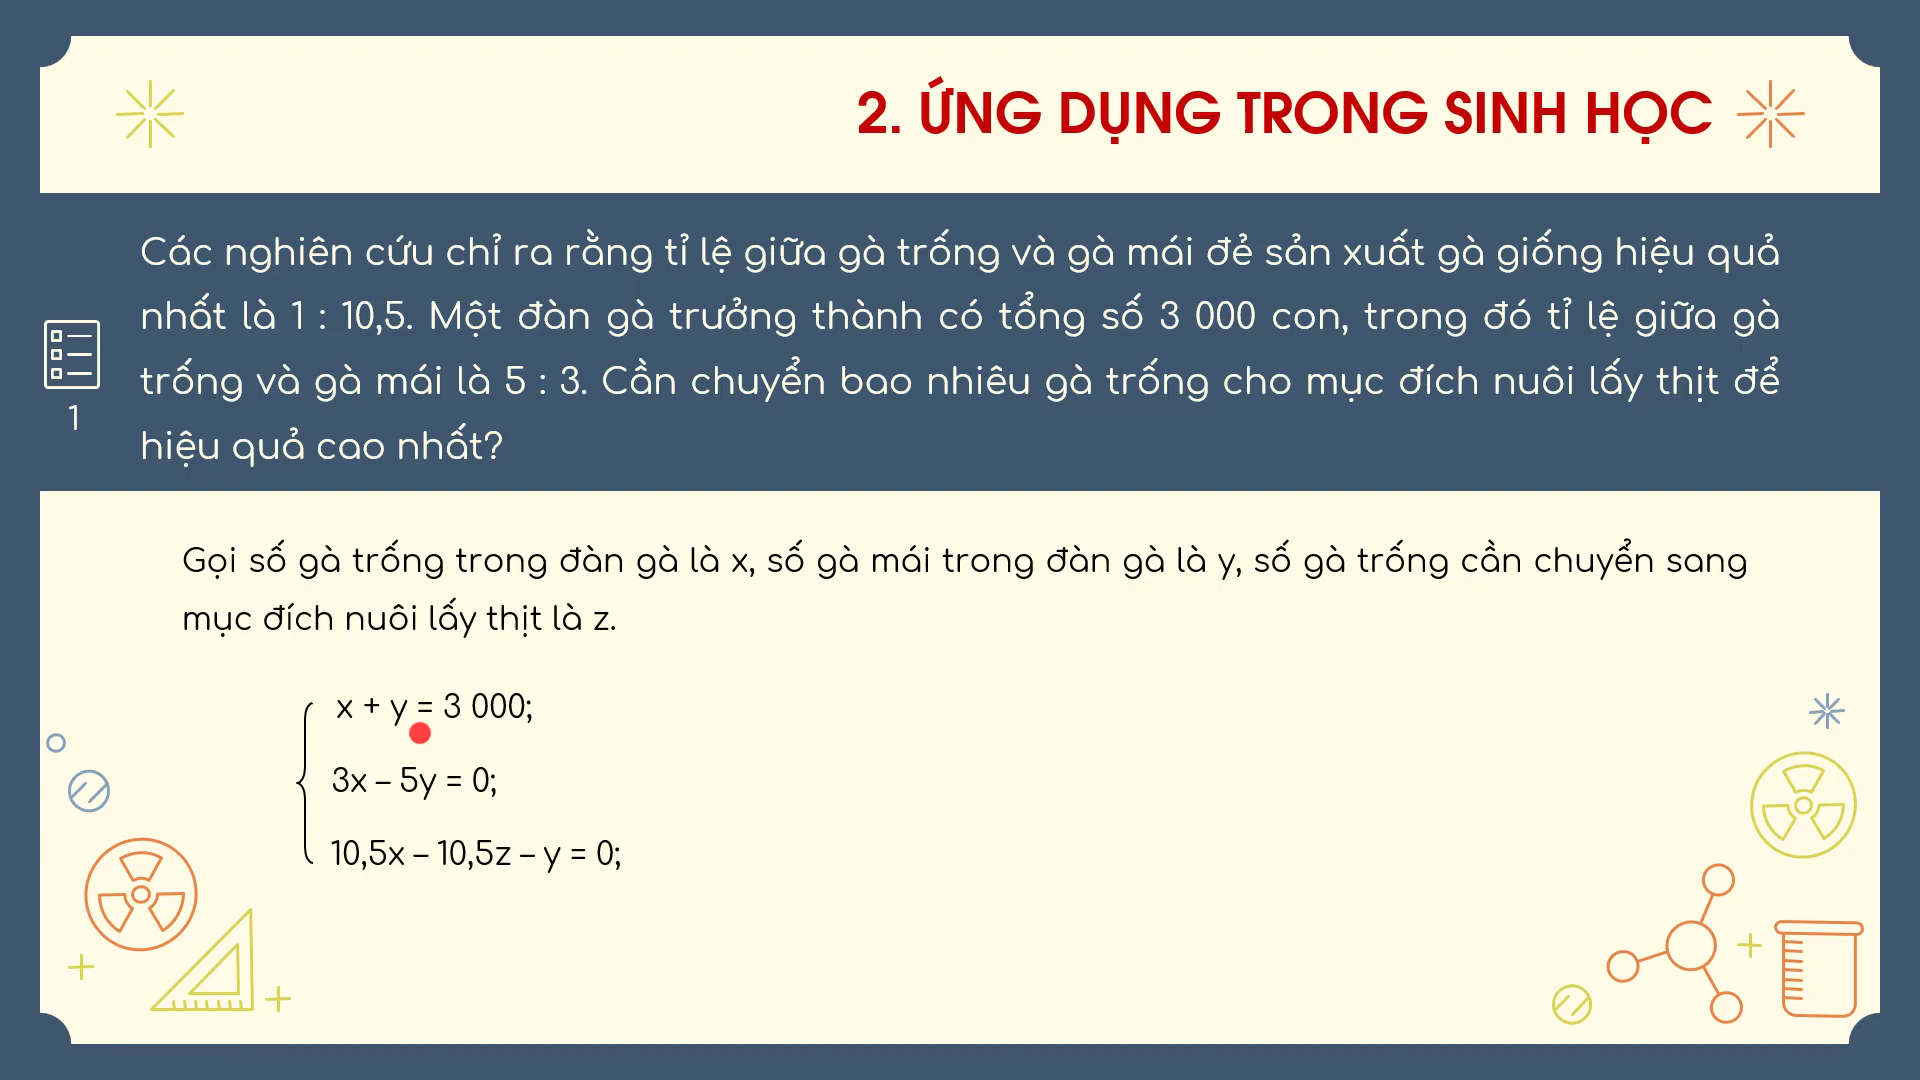 2. ỨNG DỤNG TRONG SINH HỌC
Các nghiên cứu chỉ ra rằng tỉ lệ giữa gà trống và gà mái đẻ sản xuất gà giống hiệu quả
nhất là 1 : 10,5. Một đàn gà trưởng thành có tổng số 3 000 con, trong đó tỉ lệ giữa gà
trống và gà mái là 5 : 3. Cần chuyển bao nhiêu gà trống cho mục đích nuôi lấy thịt để
hiệu quả cao nhất?
1
Gọi số gà trống trong đàn gà là x, số gà mái trong đàn gà là y, số gà trống cần chuyển sang
mục đích nuôi lấy thịt là z.
x + y = 3 000;
3x – 5y = 0;
10,5x – 10,5z – y = 0;